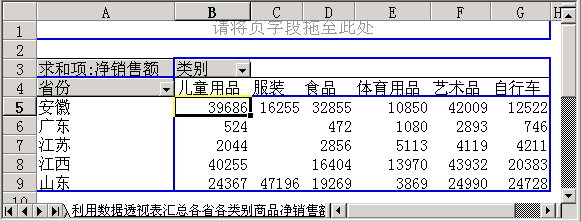 A B C D E F G H
1 请将页字段拖至此处
2
3 求和项:净销售额 类别
4 省份 儿童用品 服装 食品 体育用品 艺术品 自行车
5 安徽 39686 16255 32855 10850 42009 12522
6 广东 524 472 1080 2893 746
7 江苏 2044 2856 5113 4119 4211
8 江西 40255 16404 13970 43932 20383
9 山东 24367 47196 19269 3869 24990 24728
10
利用数据透视表汇总各省各类别商品净销售额